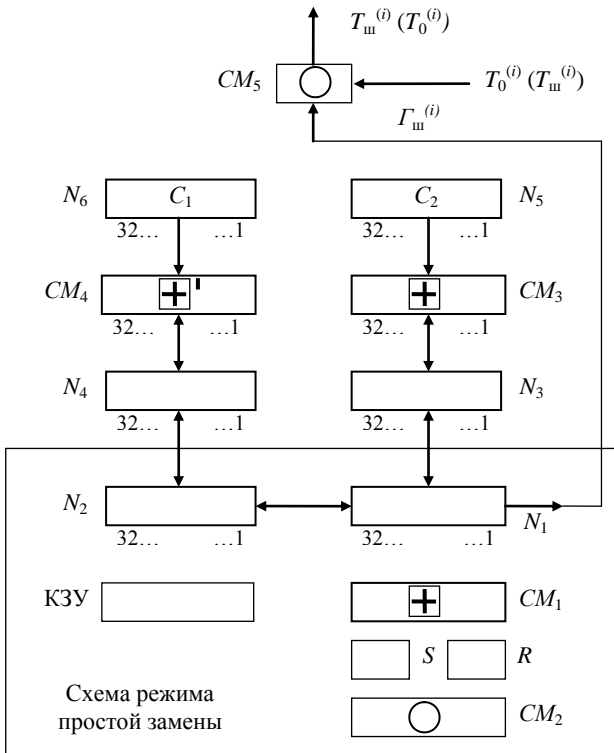 Tш(i) (T0(i))
CM5
T0(i) (Tш(i))
Гш(i)
N6 C1 C2 N5
32... ...1 32... ...1
CM4 + ' + CM3
32... ...1 32... ...1
N4 N3
32... ...1 32... ...1
N2 N1
32... ...1 32... ...1
КЗУ + CM1
S R
Схема режима
простой замены
CM2